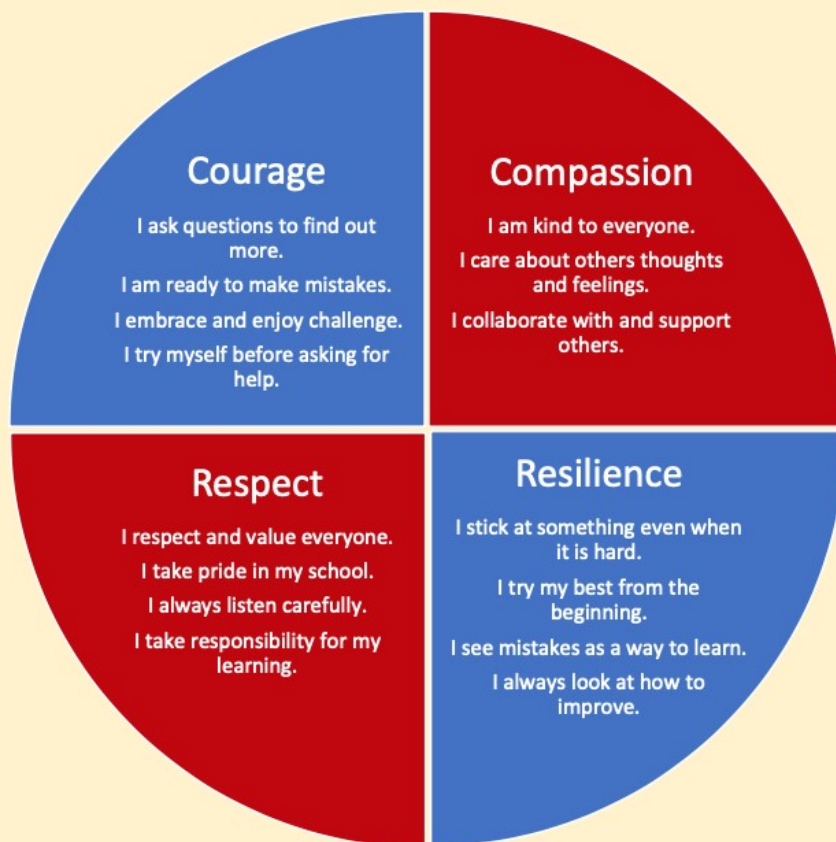 Courage
I ask questions to find out
more.
I am ready to make mistakes.
I embrace and enjoy challenge.
I try myself before asking for
help.
Compassion
I am kind to everyone.
I care about others thoughts
and feelings.
I collaborate with and support
others.
Respect
I respect and value everyone.
I take pride in my school.
I always listen carefully.
I take responsibility for my
learning.
Resilience
I stick at something even when
it is hard.
I try my best from the
beginning.
I see mistakes as a way to learn.
I always look at how to
improve.